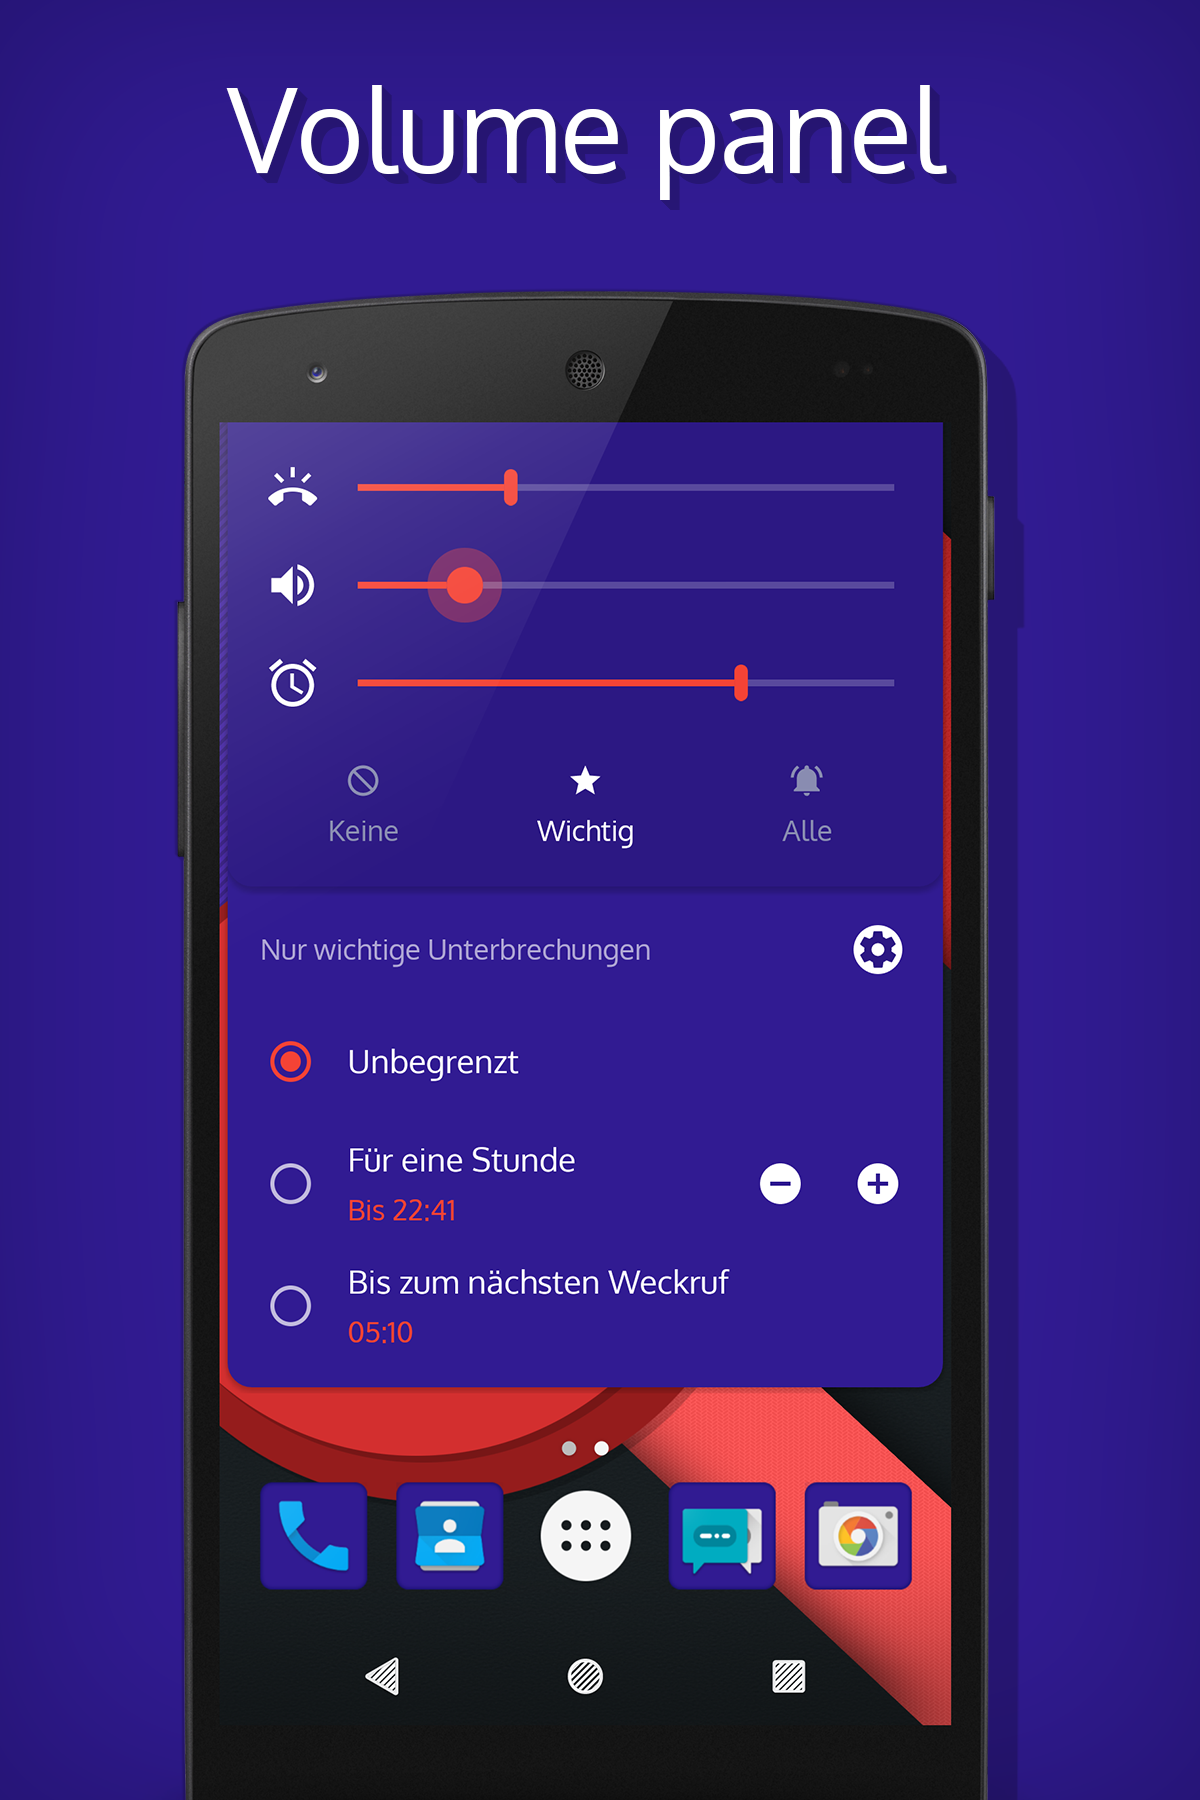 Volume panel
Keine
Wichtig
Alle
Nur wichtige Unterbrechungen
Unbegrenzt
Für eine Stunde
Bis 22:41
Bis zum nächsten Weckruf
05:10